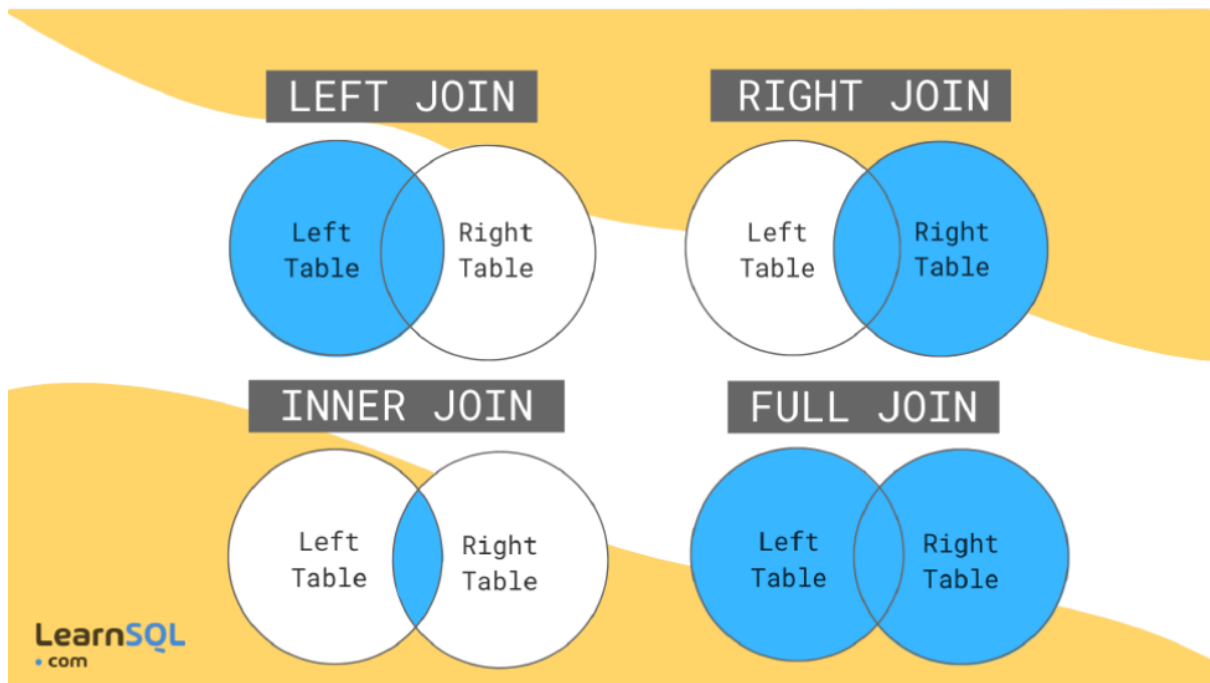 LEFT JOIN
Left
Table
Right
Table
RIGHT JOIN
Left
Table
Right
Table
INNER JOIN
Left
Table
Right
Table
FULL JOIN
Left
Table
Right
Table
LearnSQL
com